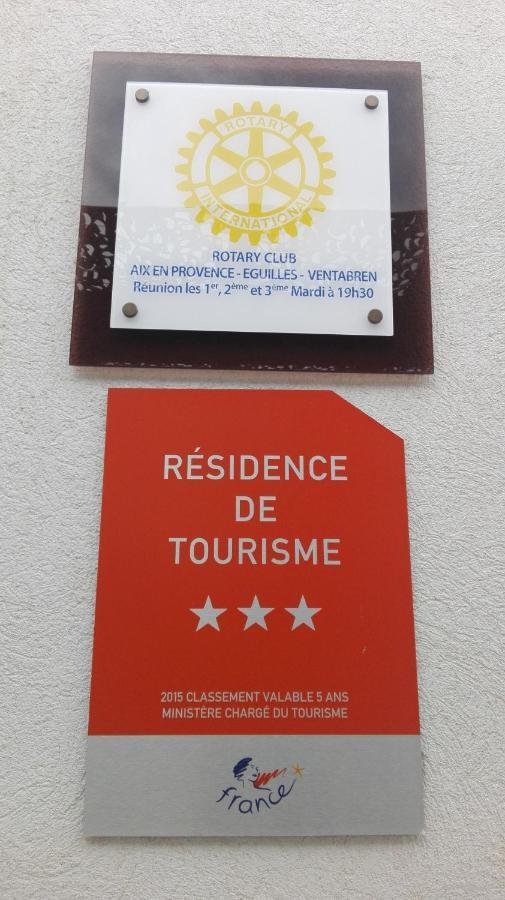 ROTARY
INTERNATIONAL
ROTARY CLUB
AIX EN PROVENCE - EGUILLES - VENTABREN
Réunion les 1er, 2ème et 3ème Mardi à 19h30
RÉSIDENCE
DE
TOURISME
2015 CLASSEMENT VALABLE 5 ANS
MINISTÈRE CHARGÉ DU TOURISME
france